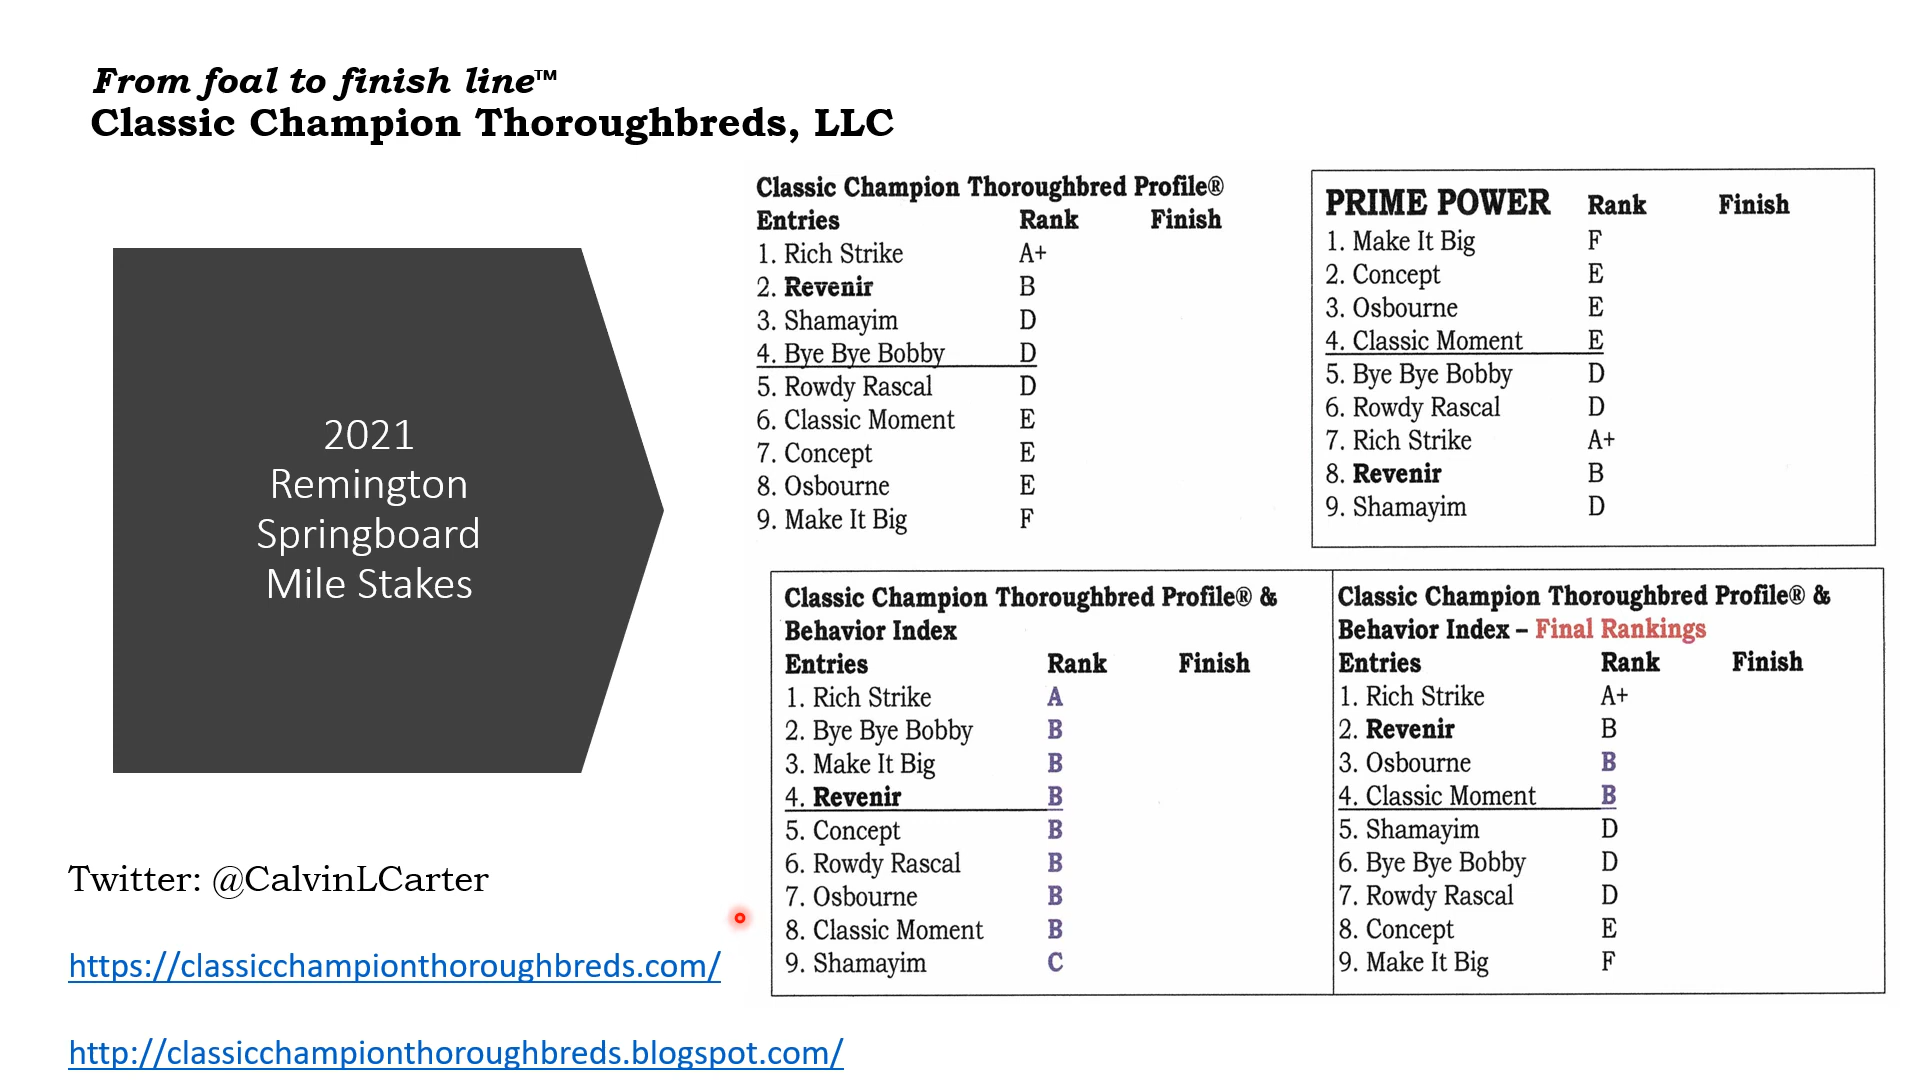 From foal to finish line™
Classic Champion Thoroughbreds, LLC
2021
Remington
Springboard
Mile Stakes
Twitter: @CalvinLCarter
https://classicchampionthoroughbreds.com/
http://classicchampionthoroughbreds.blogspot.com/
Classic Champion Thoroughbred Profile®
Entries Rank Finish
1. Rich Strike A+
2. Revenir B
3. Shamayim D
4. Bye Bye Bobby D
5. Rowdy Rascal D
6. Classic Moment E
7. Concept E
8. Osbourne E
9. Make It Big F
PRIME POWER Rank Finish
1. Make It Big F
2. Concept E
3. Osbourne E
4. Classic Moment E
5. Bye Bye Bobby D
6. Rowdy Rascal D
7. Rich Strike A+
8. Revenir B
9. Shamayim D
Classic Champion Thoroughbred Profile® &
Behavior Index
Entries Rank Finish
1. Rich Strike A
2. Bye Bye Bobby B
3. Make It Big B
4. Revenir B
5. Concept B
6. Rowdy Rascal B
7. Osbourne B
8. Classic Moment B
9. Shamayim C
Classic Champion Thoroughbred Profile® &
Behavior Index – Final Rankings
Entries Rank Finish
1. Rich Strike A+
2. Revenir B
3. Osbourne B
4. Classic Moment B
5. Shamayim D
6. Bye Bye Bobby D
7. Rowdy Rascal D
8. Concept E
9. Make It Big F